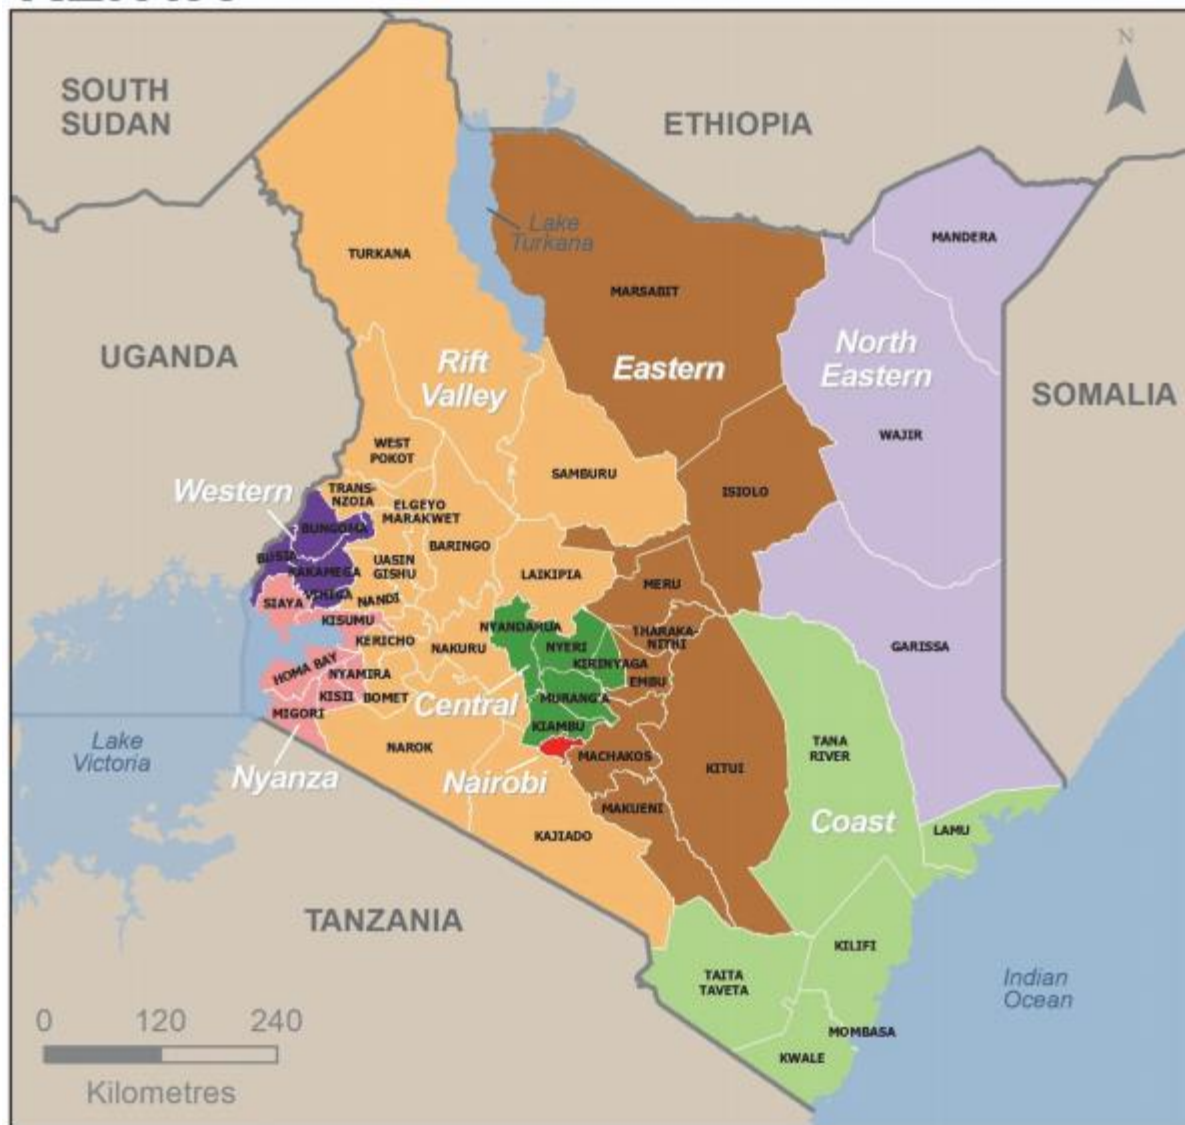 SOUTH
SUDAN
ETHIOPIA
N
Lake
Turkana
MANDERA
TURKANA
MARSABIT
UGANDA
Rift
Valley
Eastern
North
Eastern
SOMALIA
WAJIR
WEST
POKOT
SAMBURU
ISIOLO
Western
TRANS-
NZOIA
ELGEYO
MARAKWET
BUNGOMA
BARINGO
BUSIA
KAKAMEGA
UASIN
GISHU
LAIKIPIA
MERU
VIHIGA
NANDI
SIAYA
KISUMU
NYANDAHUA
THARAKA-
NITHI
KERICHO
NAKURU
NYERI
GARISSA
KIRINYAGA
HOMA BAY
NYAMIRA
EMBU
KISII
BOMET
Central
MURANG'A
MIGORI
KIAMBU
Lake
Victoria
NAROK
MACHAKOS
KITUI
TANA
RIVER
Nyanza
Nairobi
MAKUENI
Coast
LAMU
KAJIADO
TANZANIA
KILIFI
TAITA
TAVETA
Indian
Ocean
MOMBASA
KWALE
0 120 240
Kilometres